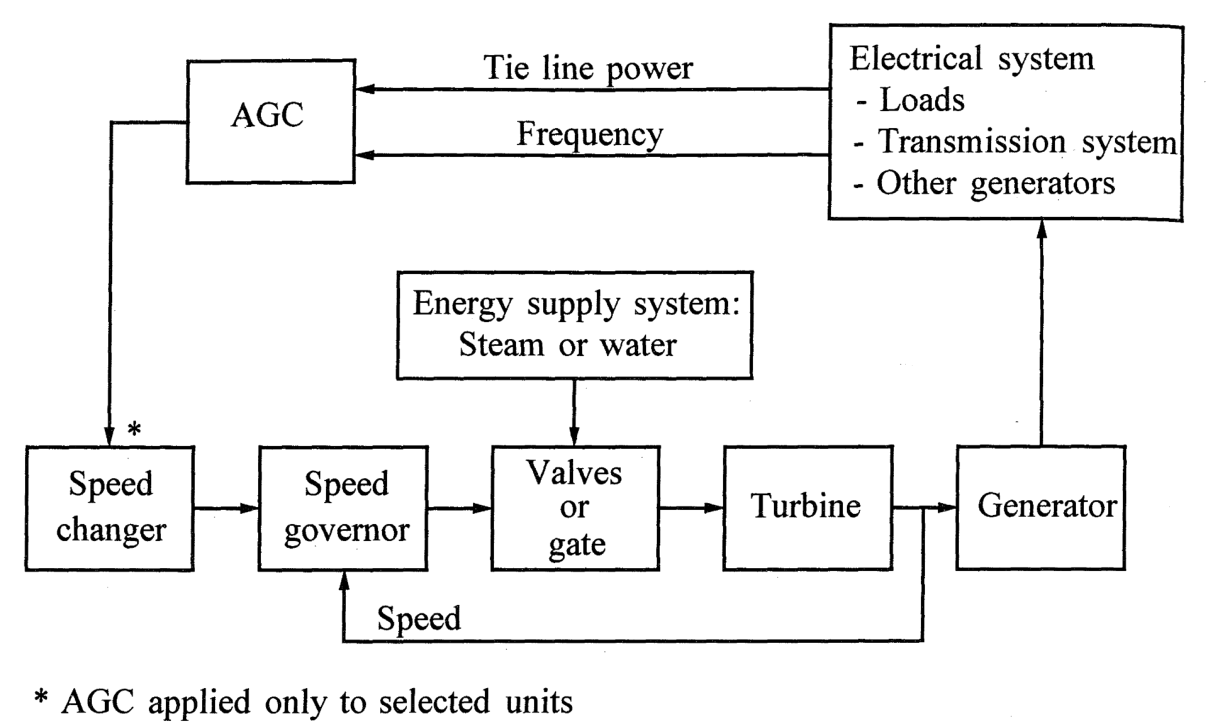 Tie line power
AGC
Frequency
Electrical system
- Loads
- Transmission system
- Other generators
Energy supply system:
Steam or water
*
Speed
changer
Speed
governor
Valves
or
gate
Turbine
Generator
Speed
* AGC applied only to selected units